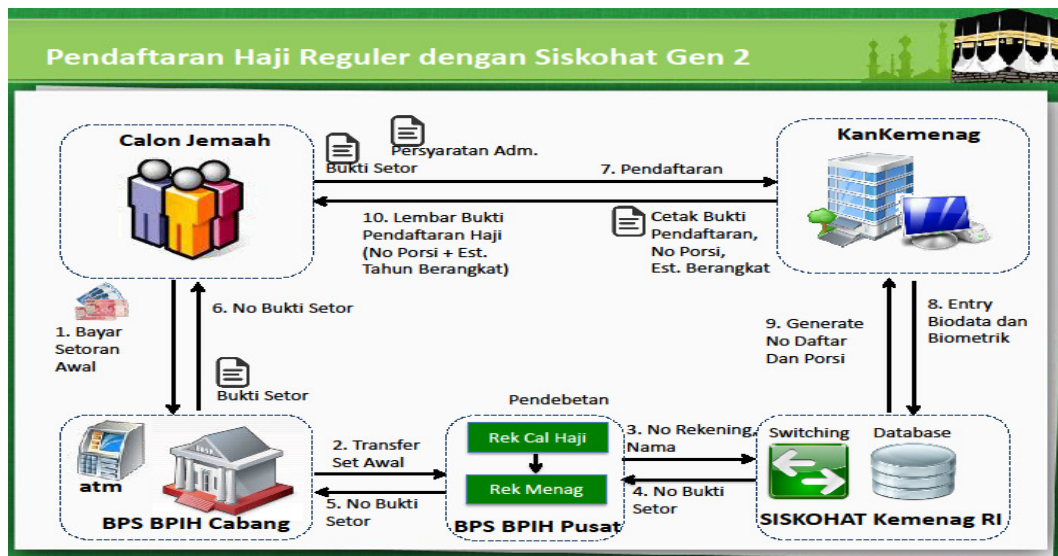 Pendaftaran Haji Reguler dengan Siskohat Gen 2
Calon Jemaah
Persyaratan Adm.
Bukti Setor
7. Pendaftaran
KanKemenag
10. Lembar Bukti
Pendaftaran Haji
(No Porsi + Est.
Tahun Berangkat)
Cetak Bukti
Pendaftaran,
No Porsi,
Est. Berangkat
1. Bayar
Setoran
Awal
6. No Bukti Setor
Bukti Setor
9. Generate
No Daftar
Dan Porsi
8. Entry
Biodata dan
Biometrik
atm
BPS BPIH Cabang
2. Transfer
Set Awal
5. No Bukti
Setor
Pendebetan
Rek Cal Haji
Rek Menag
BPS BPIH Pusat
3. No Rekening,
Nama
4. No Bukti
Setor
Switching
Database
SISKOHAT Kemenag RI